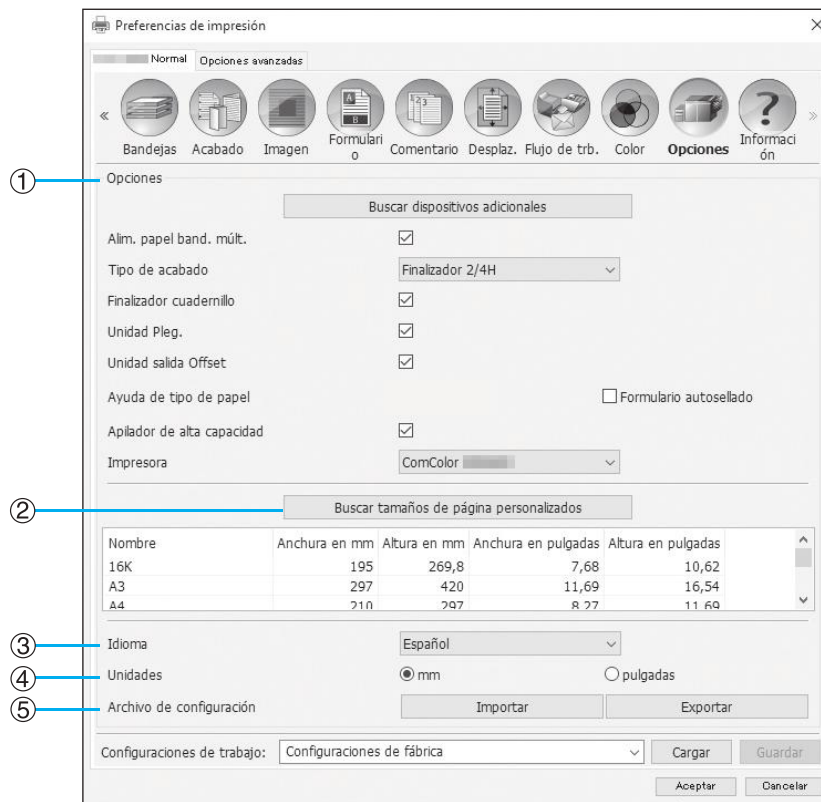 Preferencias de impresión
Normal Opciones avanzadas
« Bandejas Acabado Imagen Formulari o Comentario Desplaz. Flujo de trb. Color Opciones Informaci ón »
① Opciones
Buscar dispositivos adicionales
Alim. papel band. múlt.
Tipo de acabado Finalizador 2/4H
Finalizador cuadernillo
Unidad Pleg.
Unidad salida Offset
Ayuda de tipo de papel Formulario autosellado
Apilador de alta capacidad
Impresora ComColor
② Buscar tamaños de página personalizados
Nombre Anchura en mm Altura en mm Anchura en pulgadas Altura en pulgadas
16K 195 269,8 7,68 10,62
A3 297 420 11,69 16,54
A4 210 297 8,27 11,69
③ Idioma Español
④ Unidades mm pulgadas
⑤ Archivo de configuración Importar Exportar
Configuraciones de trabajo: Configuraciones de fábrica Cargar Guardar
Aceptar Cancelar